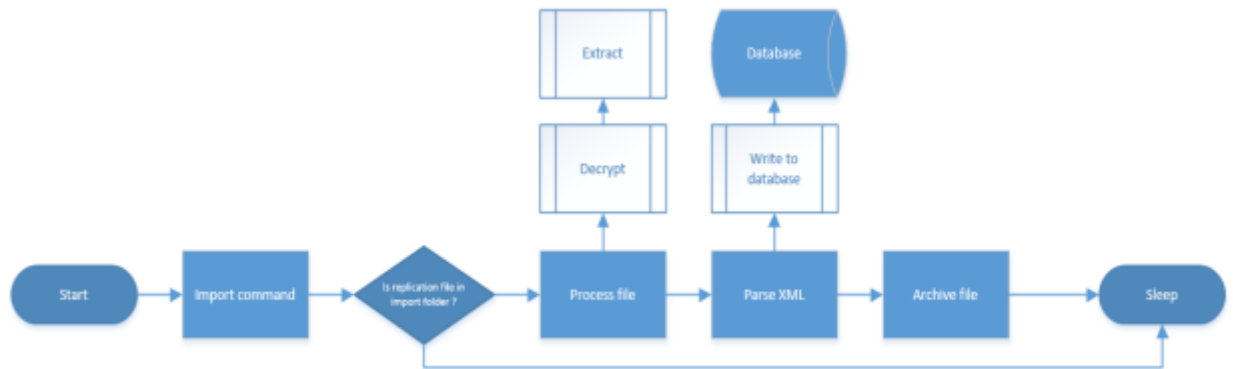 Extract
Database
Decrypt
Write to
database
Start
Import command
Is replication file in
import folder ?
Process file
Parse XML
Archive file
Sleep